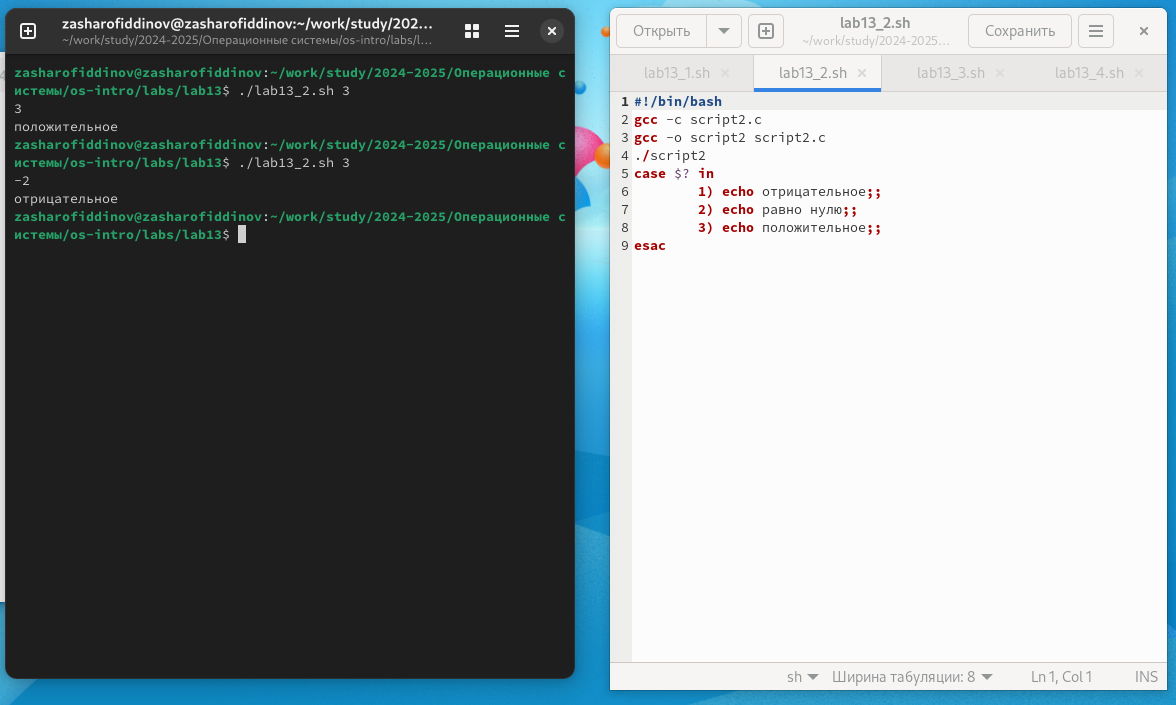 zasharofiddinov@zasharofiddinov:~/work/study/202...
~/work/study/2024-2025/Операционные системы/os-intro/labs/l...
zasharofiddinov@zasharofiddinov:~/work/study/2024-2025/Операционные с
истемы/os-intro/labs/lab13$ ./lab13_2.sh 3
3
положительное
zasharofiddinov@zasharofiddinov:~/work/study/2024-2025/Операционные с
истемы/os-intro/labs/lab13$ ./lab13_2.sh 3
-2
отрицательное
zasharofiddinov@zasharofiddinov:~/work/study/2024-2025/Операционные с
истемы/os-intro/labs/lab13$
Открыть
lab13_2.sh
~/work/study/2024-2025...
Сохранить
lab13_1.sh
lab13_2.sh
lab13_3.sh
lab13_4.sh
1 #!/bin/bash
2 gcc -c script2.c
3 gcc -o script2 script2.c
4 ./script2
5 case $? in
6         1) echo отрицательное;;
7         2) echo равно нулю;;
8         3) echo положительное;;
9 esac
sh
Ширина табуляции: 8
Ln 1, Col 1
INS